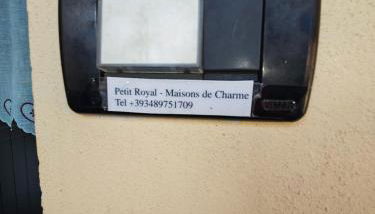 Petit Royal - Maisons de Charme
Tel +393489751709